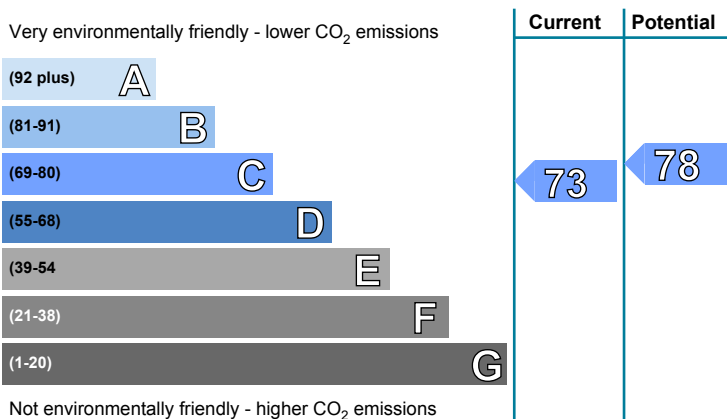 Current Potential
Very environmentally friendly - lower CO₂ emissions
(92 plus) A
(81-91) B
(69-80) C
(55-68) D
(39-54 E
(21-38) F
(1-20) G
73
78
Not environmentally friendly - higher CO₂ emissions